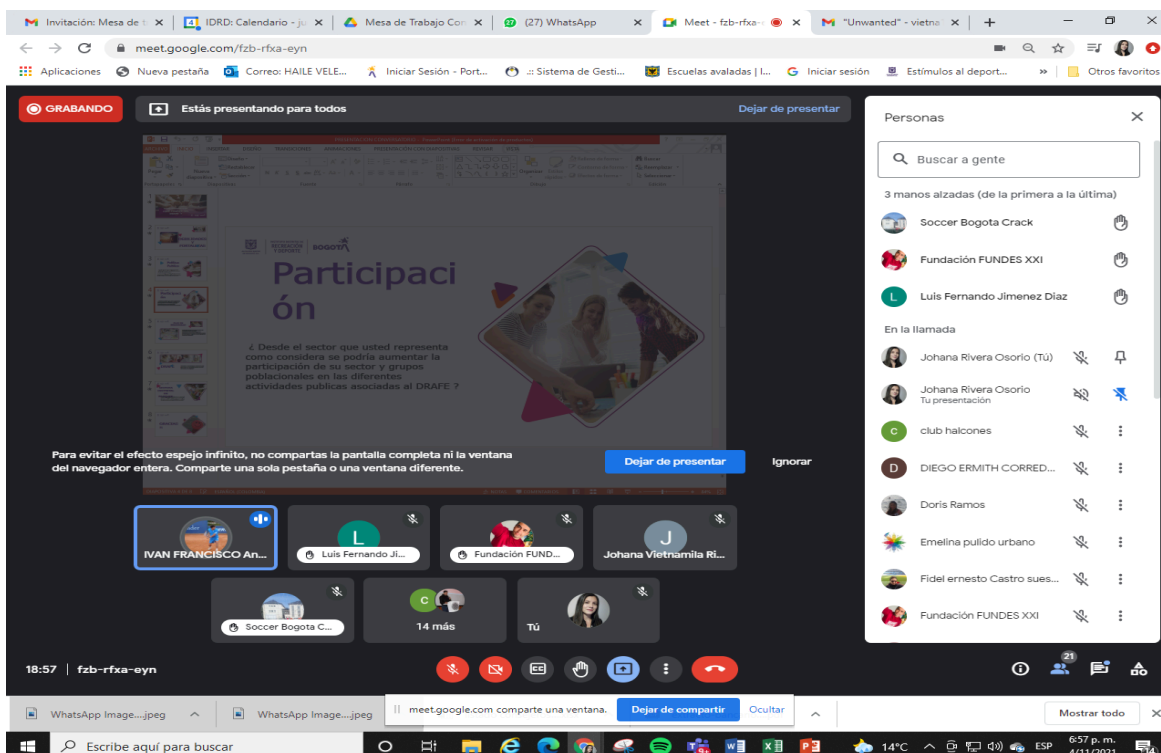 Invitación: Mesa de t
IDRD: Calendario - ju
Mesa de Trabajo Con
(27) WhatsApp
Meet - fzb-rfxa-e
"Unwanted" - vietna
meet.google.com/fzb-rfxa-eyn
Aplicaciones
Nueva pestaña
Correo: HAILE VELE...
Iniciar Sesión - Port...
.:: Sistema de Gesti...
Escuelas avaladas | I...
Iniciar sesión
Estímulos al deport...
»
Otros favoritos
GRABANDO
Estás presentando para todos
Dejar de presentar
Participaci
ón
¿ Desde el sector que usted representa
como considera se podría aumentar la
participación de su sector y grupos
poblacionales en las diferentes
actividades publicas asociadas al DRAFE ?
BOGOTÁ
Para evitar el efecto espejo infinito, no compartas la pantalla completa ni la ventana
del navegador entera. Comparte una sola pestaña o una ventana diferente.
Dejar de presentar
Ignorar
IVAN FRANCISCO An...
Luis Fernando Ji...
Fundación FUND...
J
Johana Vietnamila Ri...
L
Soccer Bogota C...
C
14 más
Tú
18:57 | fzb-rfxa-eyn
CC
21
Personas
Buscar a gente
3 manos alzadas (de la primera a la última)
Soccer Bogota Crack
Fundación FUNDES XXI
L
Luis Fernando Jimenez Diaz
En la llamada
Johana Rivera Osorio (Tú)
Johana Rivera Osorio
Tu presentación
C
club halcones
D
DIEGO ERMITH CORRED...
Doris Ramos
Emelina pulido urbano
Fidel ernesto Castro sues...
Fundación FUNDES XXI
WhatsApp Image....jpeg
WhatsApp Image....jpeg
meet.google.com comparte una ventana.
Dejar de compartir
Ocultar
Mostrar todo
Escribe aquí para buscar
14°C
ESP
6:57 p. m.
4/11/2021